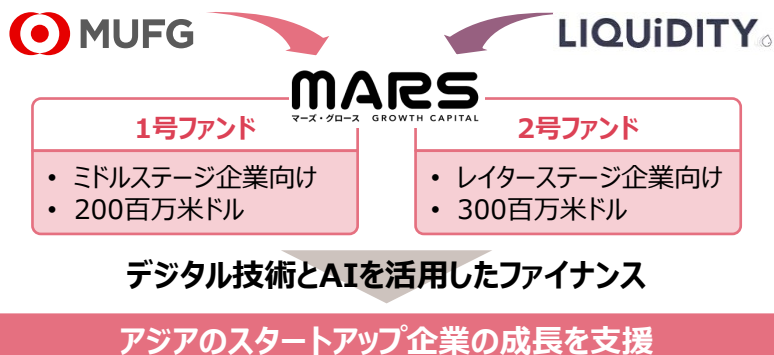 MUFG
LIQUiDITY
MARS
マーズ・グロース GROWTH CAPITAL
1号ファンド
• ミドルステージ企業向け
• 200百万米ドル
2号ファンド
• レイターステージ企業向け
• 300百万米ドル
デジタル技術とAIを活用したファイナンス
アジアのスタートアップ企業の成長を支援